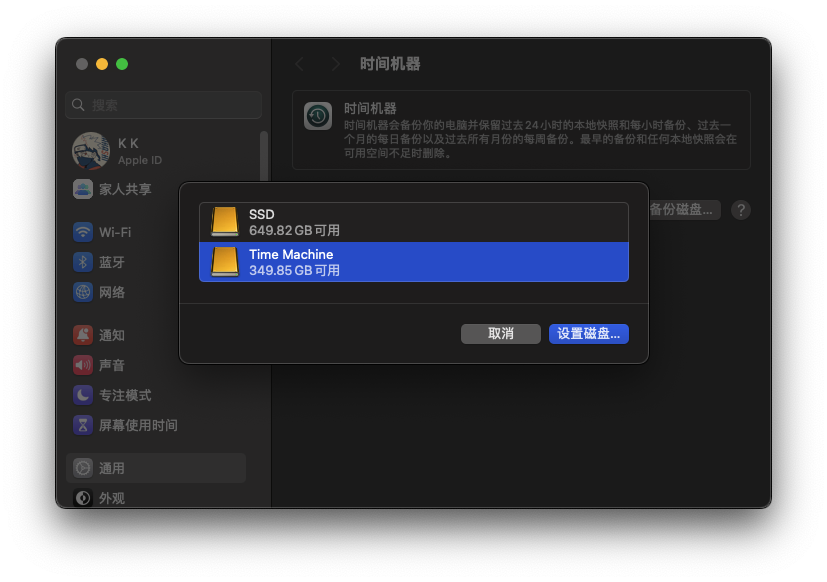 时间机器
搜索
K K
Apple ID
家人共享
Wi-Fi
蓝牙
网络
通知
声音
专注模式
屏幕使用时间
通用
外观
时间机器
时间机器会备份你的电脑并保留过去24小时的本地快照和每小时备份、过去一
个月的每日备份以及过去所有月份的每周备份。最早的备份和任何本地快照会在
可用空间不足时删除。
备份磁盘...
?
SSD
649.82 GB 可用
Time Machine
349.85 GB 可用
取消
设置磁盘...